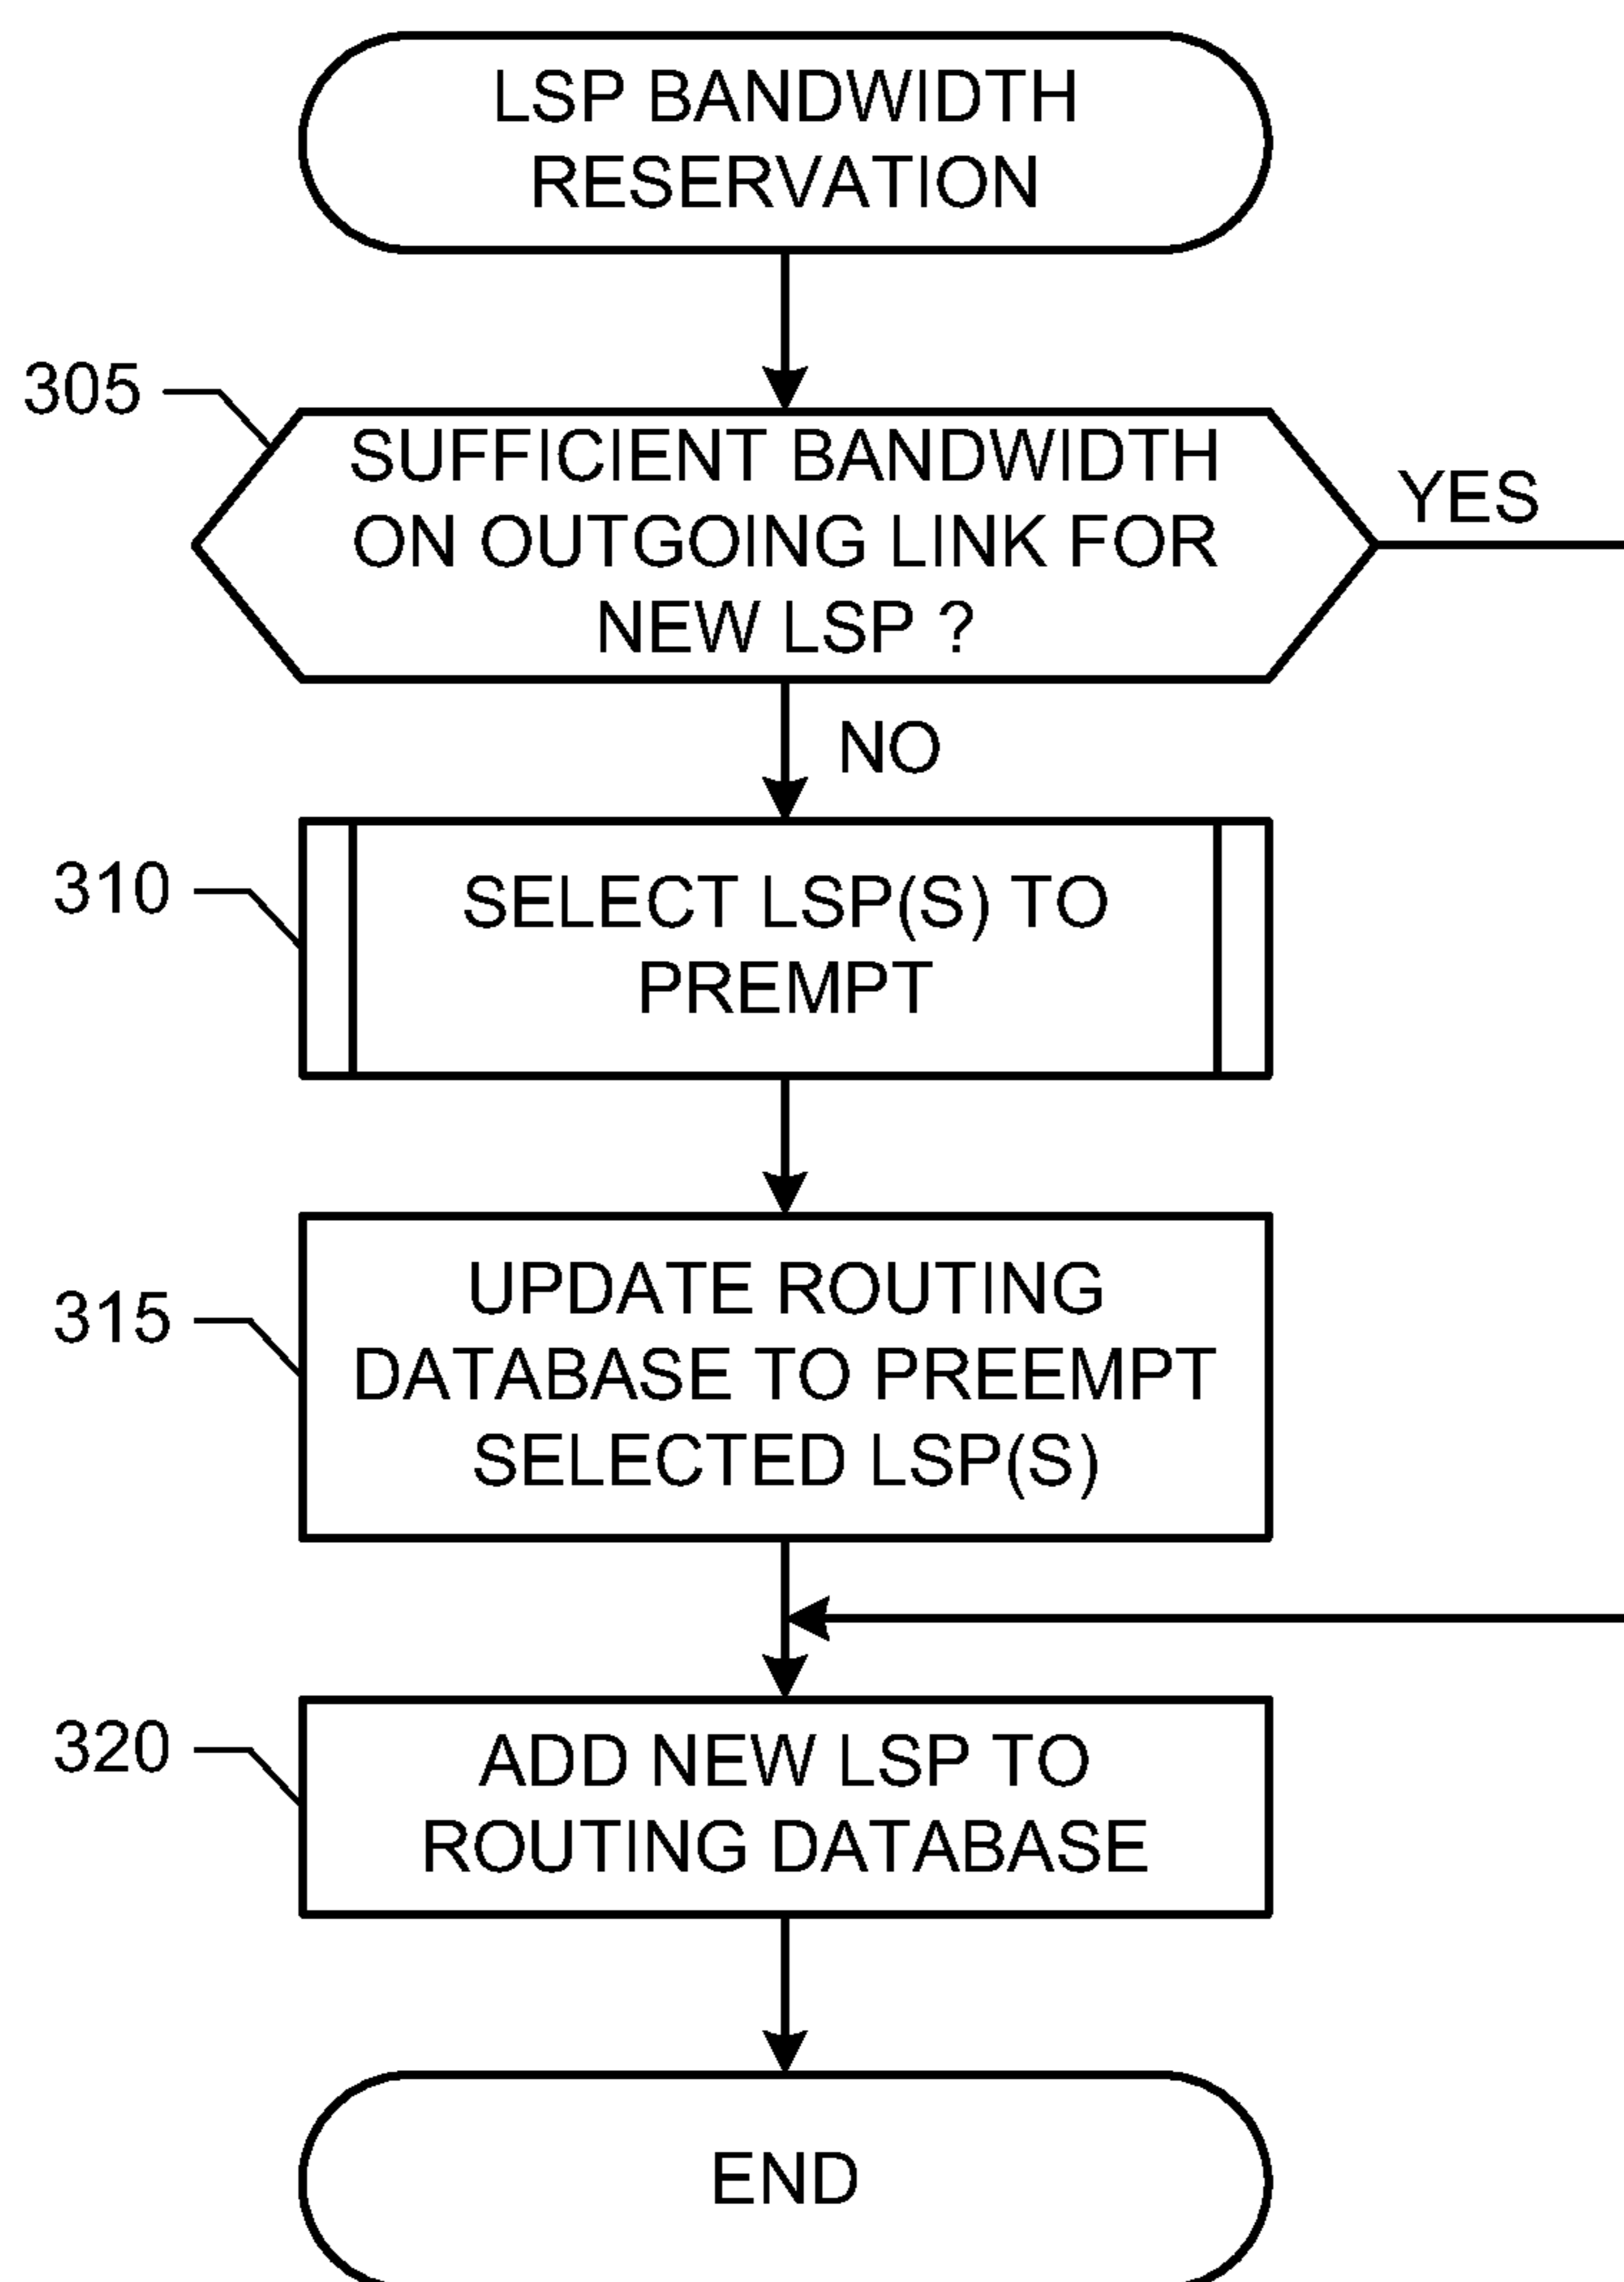 LSP BANDWIDTH
RESERVATION
305
SUFFICIENT BANDWIDTH
ON OUTGOING LINK FOR
NEW LSP ?
YES
NO
310
SELECT LSP(S) TO
PREMPT
315
UPDATE ROUTING
DATABASE TO PREEMPT
SELECTED LSP(S)
320
ADD NEW LSP TO
ROUTING DATABASE
END